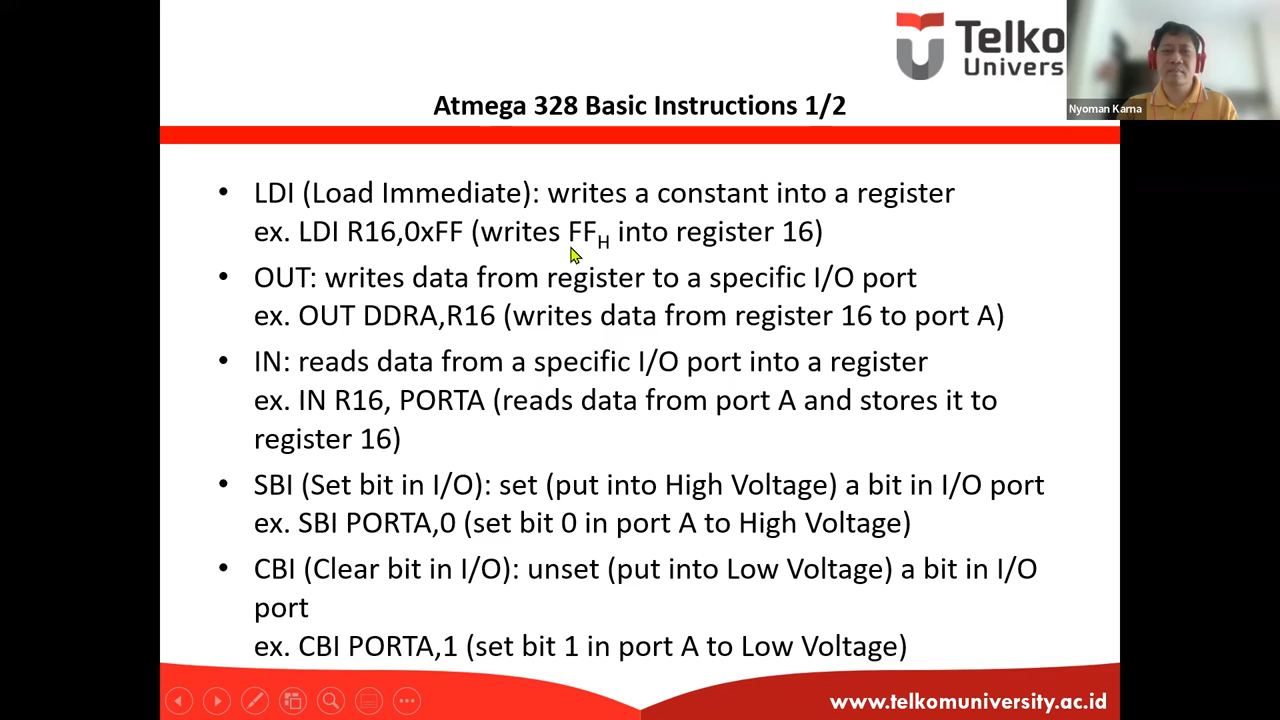 Telko
Univers
Nyoman Karna
Atmega 328 Basic Instructions 1/2
• LDI (Load Immediate): writes a constant into a register
ex. LDI R16,0xFF (writes FFH into register 16)
• OUT: writes data from register to a specific I/O port
ex. OUT DDRA,R16 (writes data from register 16 to port A)
• IN: reads data from a specific I/O port into a register
ex. IN R16, PORTA (reads data from port A and stores it to
register 16)
• SBI (Set bit in I/O): set (put into High Voltage) a bit in I/O port
ex. SBI PORTA,0 (set bit 0 in port A to High Voltage)
• CBI (Clear bit in I/O): unset (put into Low Voltage) a bit in I/O
port
ex. CBI PORTA,1 (set bit 1 in port A to Low Voltage)
www.telkomuniversity.ac.id